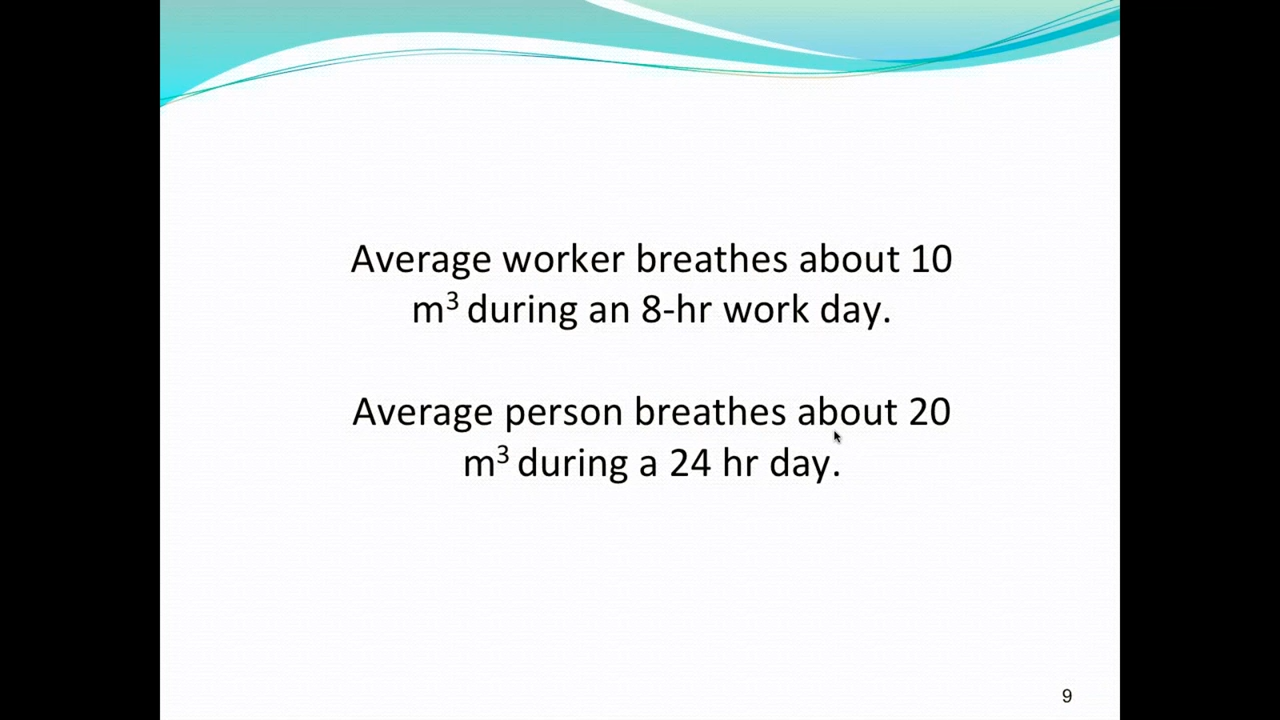 Average worker breathes about 10
m³ during an 8-hr work day.
Average person breathes about 20
m³ during a 24 hr day.
9